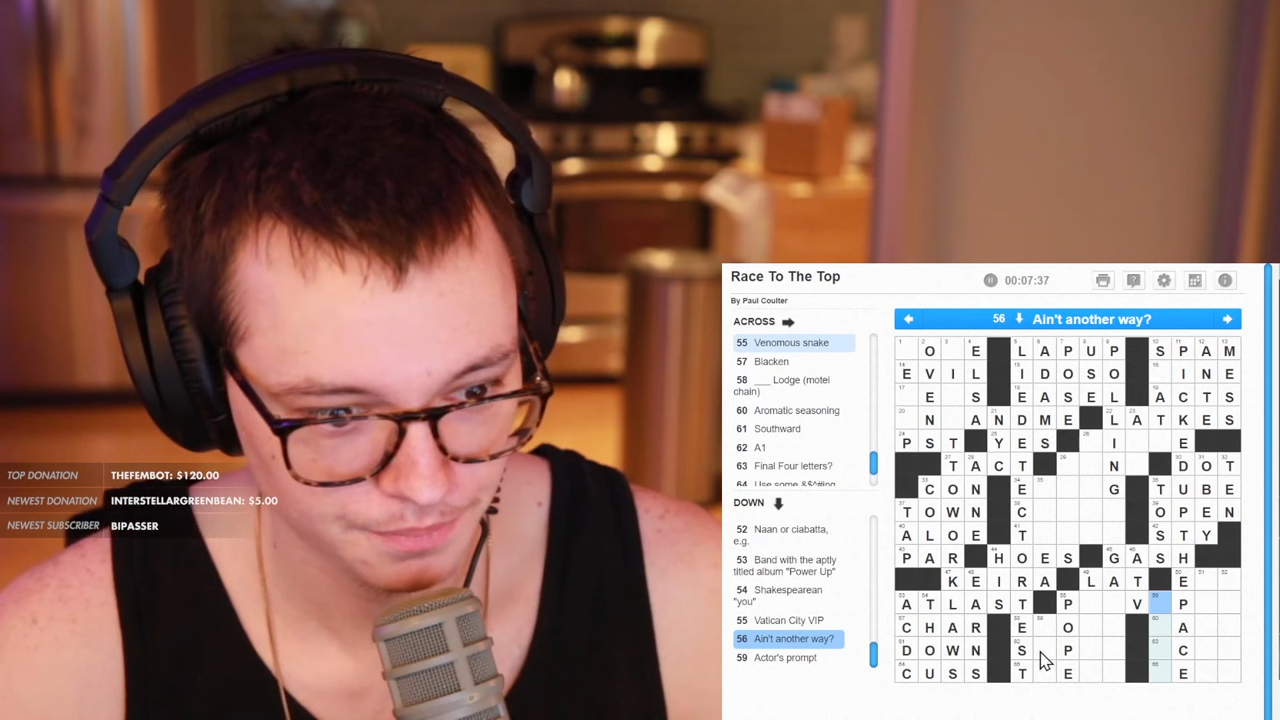 Race To The Top
00:07:37
By Paul Coulter
56 Ain't another way?
ACROSS
55 Venomous snake
57 Blacken
58 ___ Lodge (motel
chain)
60 Aromatic seasoning
61 Southward
62 A1
63 Final Four letters?
64 Use some &$^#ing
DOWN
52 Naan or ciabatta,
e.g.
53 Band with the aptly
titled album "Power Up"
54 Shakespearean
"you"
55 Vatican City VIP
56 Ain't another way?
59 Actor's prompt
O E L A P U P S P A M
E V I L I D O S O I N E
E S E A S E L A C T S
N A N D M E L A T K E S
P S T Y E S I E
T A C T N D O T
C O N E G T U B E
T O W N C O P E N
A L O E T S T Y
P A R H O E S G A S H
K E I R A L A T E
A T L A S T P V P
C H A R E O A
D O W N S P C
C U S S T E E
TOP DONATION THEFEMBOT: $120.00
NEWEST DONATION INTERSTELLARGREENBEAN: $5.00
NEWEST SUBSCRIBER BIPASSER